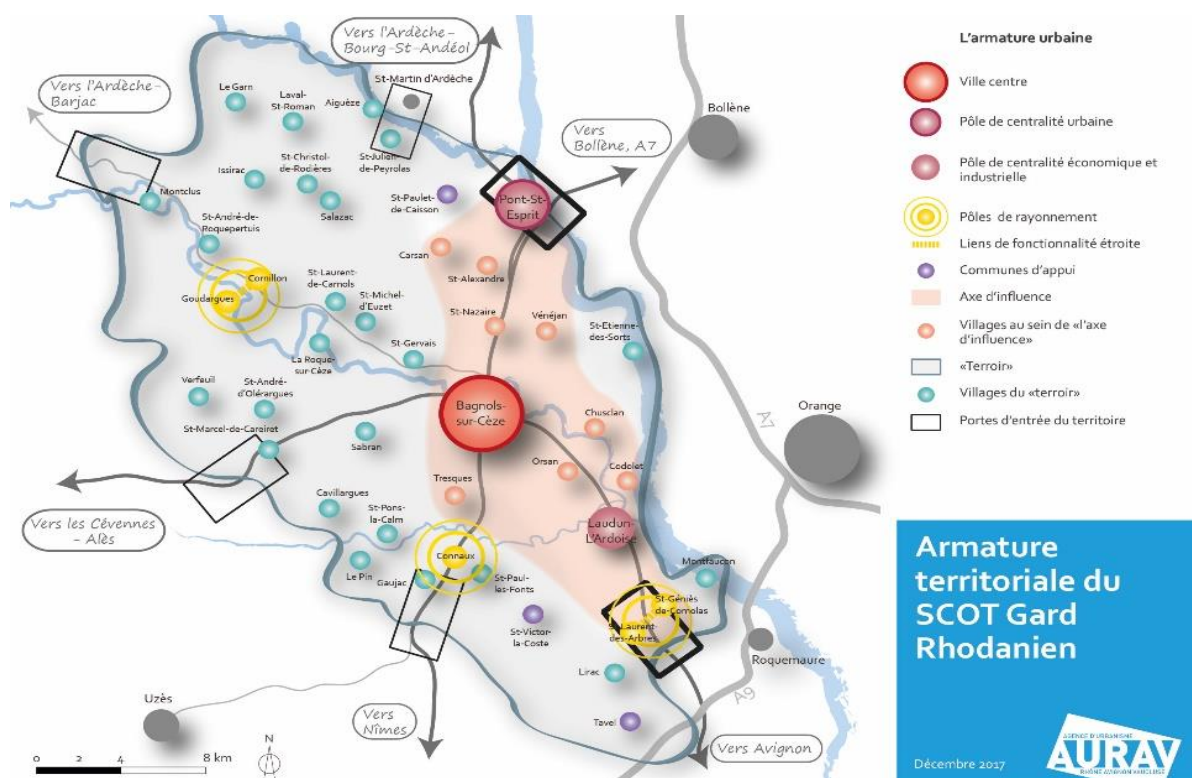 Vers l'Ardèche-
Bourg-St-Andéol
Vers l'Ardèche-
Barjac
St-Martin d'Ardèche
Le Garn
Laval-
St-Roman
Aiguèze
Bollène
Vers
Bollène, A7
St-Julien-
de-Peyrolas
St-Christol-
de-Rodières
Issirac
Montclus
Salazac
St-Paulet-
de-Caisson
Pont-St-
Esprit
St-André-de-
Roquepertuis
Carsan
St-Alexandre
Cornillon
Goudargues
St-Laurent-
de-Carnols
St-Michel-
d'Euzet
St-Nazaire
Vénéjan
St-Etienne-
des-Sorts
La Roque-
sur-Cèze
St-Gervais
Verfeuil
St-André-
d'Olérargues
Bagnols-
sur-Cèze
Chusclan
Orange
A7
St-Marcel-de-Careiret
Sabran
Orsan
Codolet
Tresques
Cavillargues
St-Pons-
la-Calm
Laudun-
L'Ardoise
Vers les Cévennes
- Alès
Connaux
Le Pin
Gaujac
St-Paul-
les-Fonts
Montfaucon
St-Géniès
de-Comolas
St-Laurent-
des-Arbres
St-Victor-
la-Coste
Roquemaure
Lirac
Uzès
A9
Tavel
Vers
Nîmes
Vers Avignon
0 2 4 8 km
N
L'armature urbaine
Ville centre
Pôle de centralité urbaine
Pôle de centralité économique et
industrielle
Pôles de rayonnement
Liens de fonctionnalité étroite
Communes d'appui
Axe d'influence
Villages au sein de «l'axe
d'influence»
«Terroir»
Villages du «terroir»
Portes d'entrée du territoire
Armature
territoriale du
SCOT Gard
Rhodanien
Décembre 2017
AGENCE D'URBANISME
AURAV
RHÔNE AVIGNON VAUCLUSE